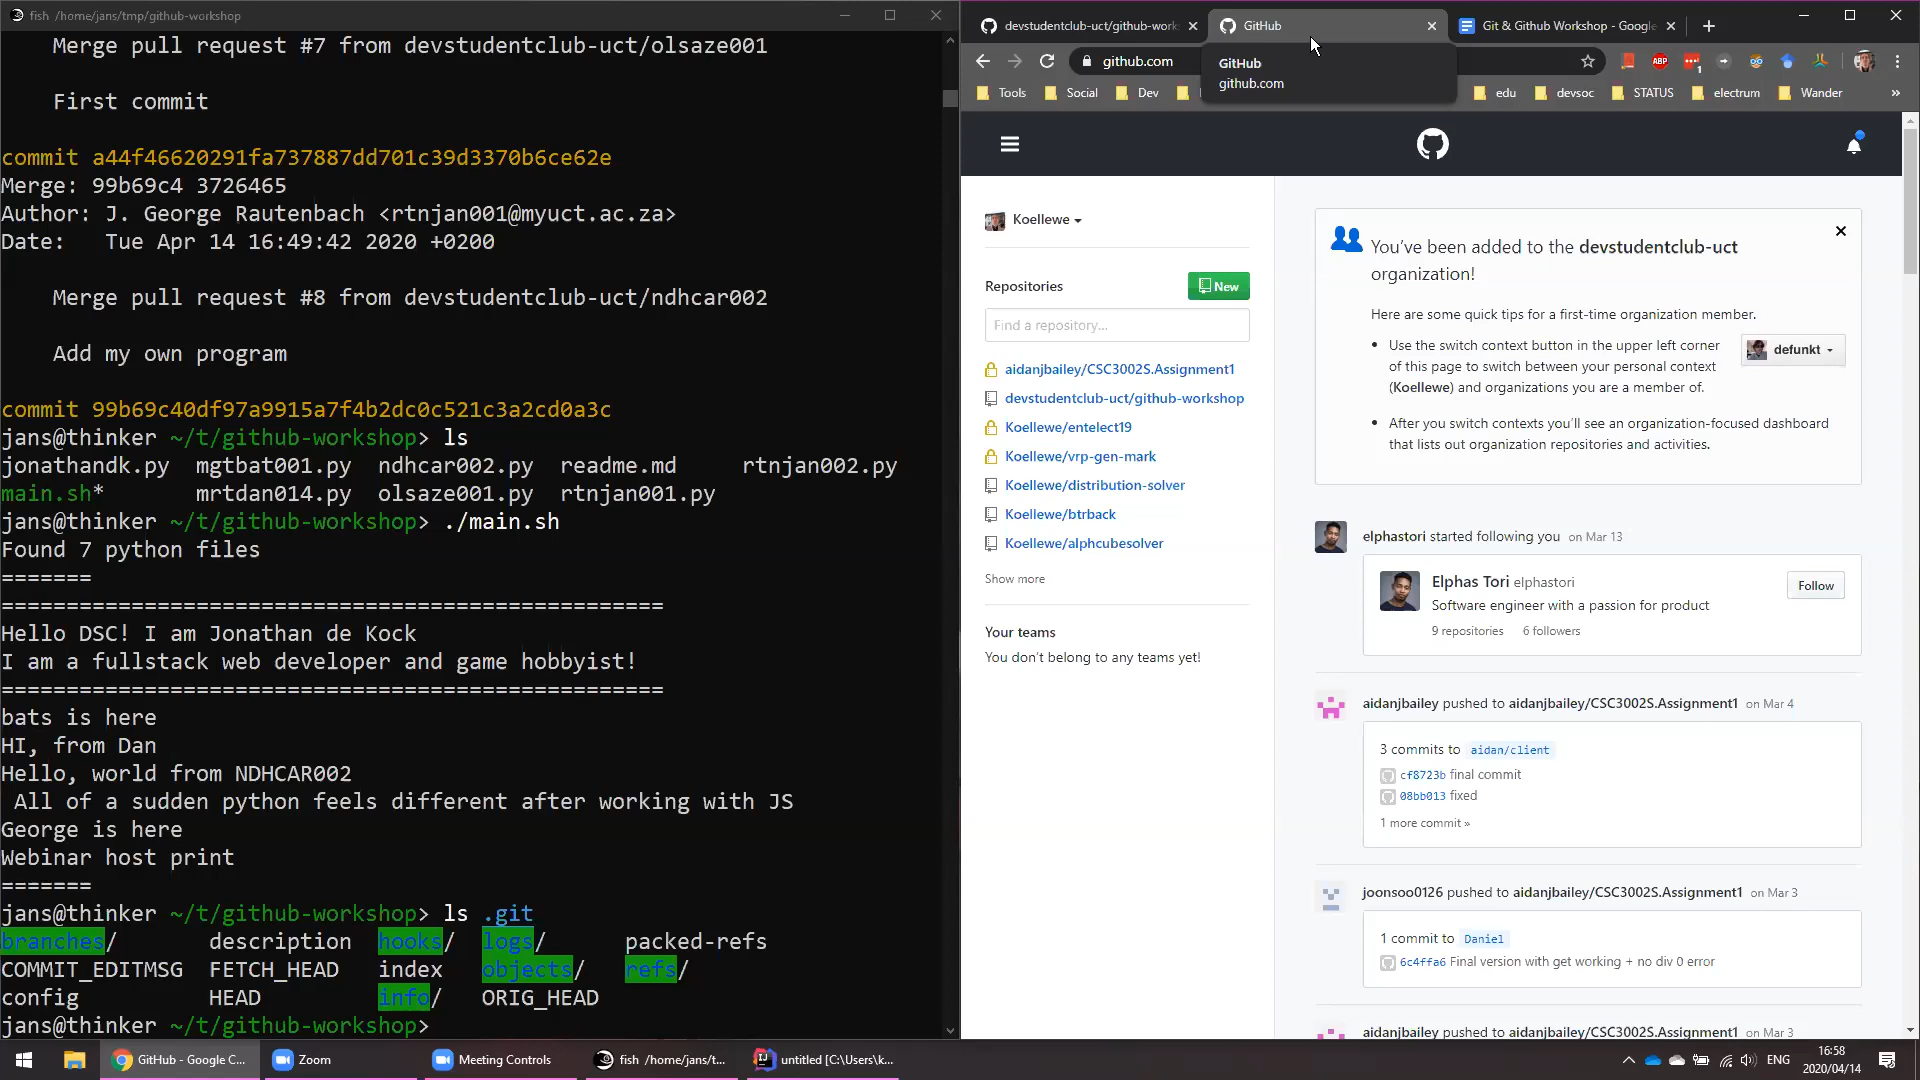 fish /home/jans/tmp/github-workshop
Merge pull request #7 from devstudentclub-uct/olsaze001
First commit
commit a44f46620291fa737887dd701c39d3370b6ce62e
Merge: 99b69c4 3726465
Author: J. George Rautenbach <rtnjan001@myuct.ac.za>
Date:   Tue Apr 14 16:49:42 2020 +0200
Merge pull request #8 from devstudentclub-uct/ndhcar002
Add my own program
commit 99b69c40df97a9915a7f4b2dc0c521c3a2cd0a3c
jans@thinker ~/t/github-workshop> ls
jonathandk.py  mgtbat001.py  ndhcar002.py  readme.md     rtnjan002.py
main.sh*       mrtdan014.py  olsaze001.py  rtnjan001.py
jans@thinker ~/t/github-workshop> ./main.sh
Found 7 python files
=======
===================================================
Hello DSC! I am Jonathan de Kock
I am a fullstack web developer and game hobbyist!
===================================================
bats is here
HI, from Dan
Hello, world from NDHCAR002
 All of a sudden python feels different after working with JS
George is here
Webinar host print
=======
jans@thinker ~/t/github-workshop> ls .git
branches/       description  hooks/  logs/     packed-refs
COMMIT_EDITMSG  FETCH_HEAD   index   objects/  refs/
config          HEAD         info/   ORIG_HEAD
jans@thinker ~/t/github-workshop>
devstudentclub-uct/github-work
GitHub
Git & Github Workshop - Google
github.com
GitHub
github.com
ABP
Tools
Social
Dev
edu
devsoc
STATUS
electrum
Wander
»
Koellewe
Repositories
New
Find a repository...
aidanjbailey/CSC3002S.Assignment1
devstudentclub-uct/github-workshop
Koellewe/entelect19
Koellewe/vrp-gen-mark
Koellewe/distribution-solver
Koellewe/btrback
Koellewe/alphcubesolver
Show more
Your teams
You don't belong to any teams yet!
You've been added to the devstudentclub-uct
organization!
Here are some quick tips for a first-time organization member.
• Use the switch context button in the upper left corner
of this page to switch between your personal context
(Koellewe) and organizations you are a member of.
defunkt
• After you switch contexts you'll see an organization-focused dashboard
that lists out organization repositories and activities.
elphastori started following you on Mar 13
Elphas Tori elphastori
Follow
Software engineer with a passion for product
9 repositories 6 followers
aidanjbailey pushed to aidanjbailey/CSC3002S.Assignment1 on Mar 4
3 commits to aidan/client
cf8723b final commit
08bb013 fixed
1 more commit »
joonsoo0126 pushed to aidanjbailey/CSC3002S.Assignment1 on Mar 3
1 commit to Daniel
6c4ffa6 Final version with get working + no div 0 error
aidanjbailey pushed to aidanjbailey/CSC3002S.Assignment1 on Mar 3
GitHub - Google C...
Zoom
Meeting Controls
fish /home/jans/t...
untitled [C:\Users\k...
ENG
16:58
2020/04/14